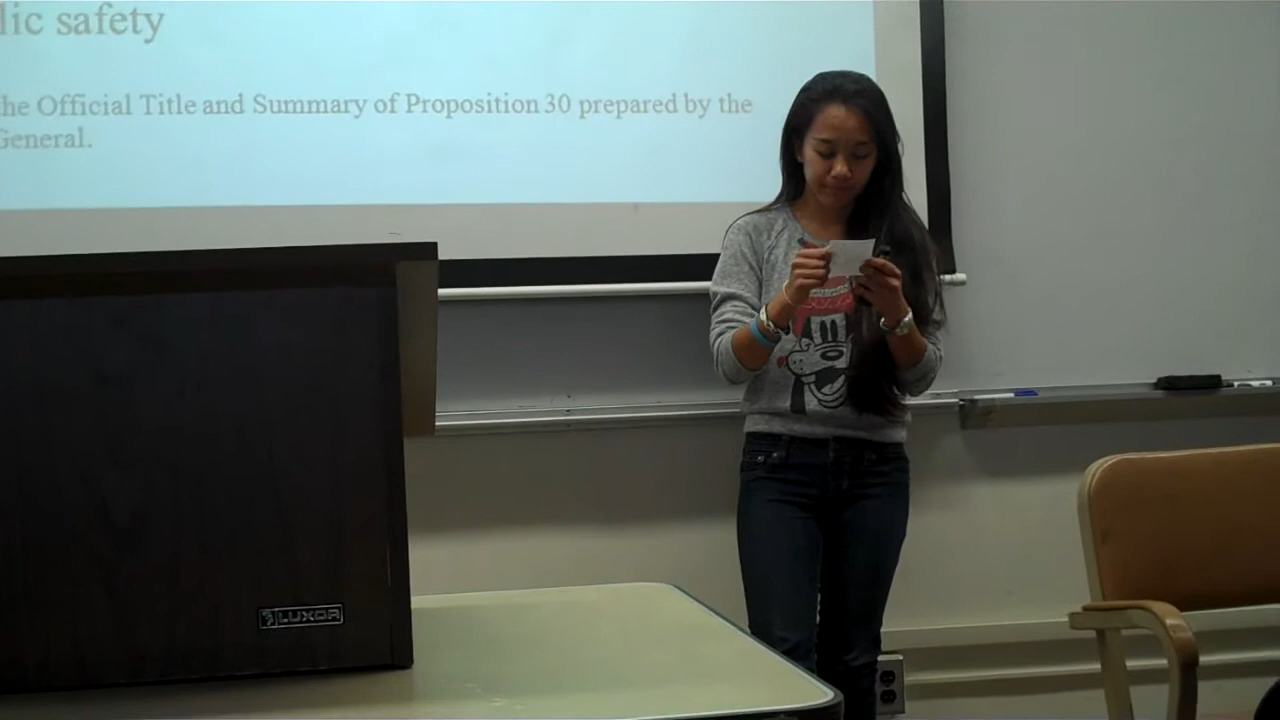 lic safety
he Official Title and Summary of Proposition 30 prepared by the
General.
LUXOR